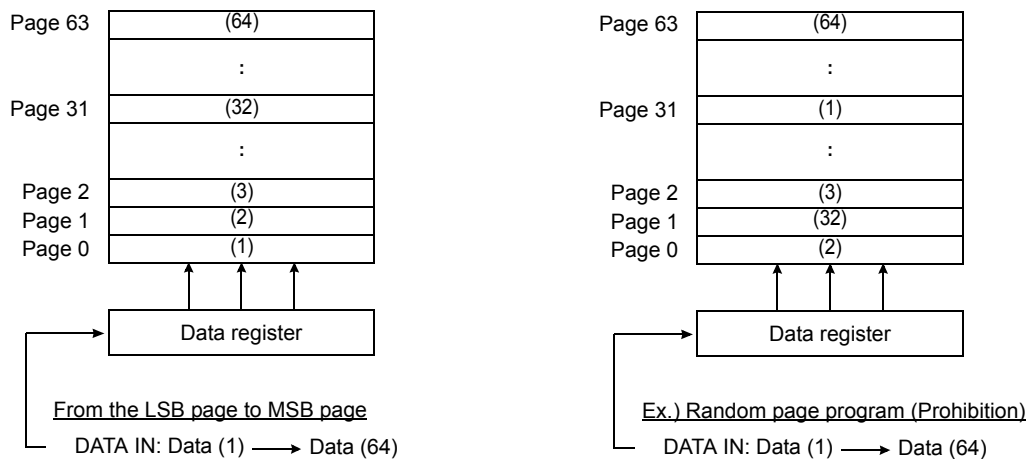 Page 63 (64)
:
Page 31 (32)
:
Page 2 (3)
Page 1 (2)
Page 0 (1)
Data register
From the LSB page to MSB page
DATA IN: Data (1) Data (64)
Page 63 (64)
:
Page 31 (1)
:
Page 2 (3)
Page 1 (32)
Page 0 (2)
Data register
Ex.) Random page program (Prohibition)
DATA IN: Data (1) Data (64)